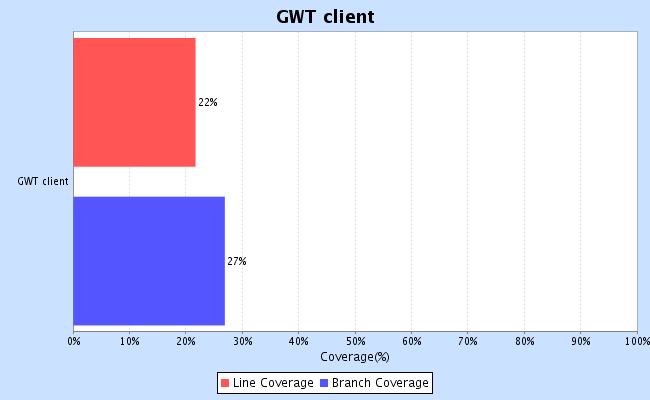 GWT client
22%
GWT client
27%
0% 10% 20% 30% 40% 50% 60% 70% 80% 90% 100%
Coverage(%)
Line Coverage Branch Coverage